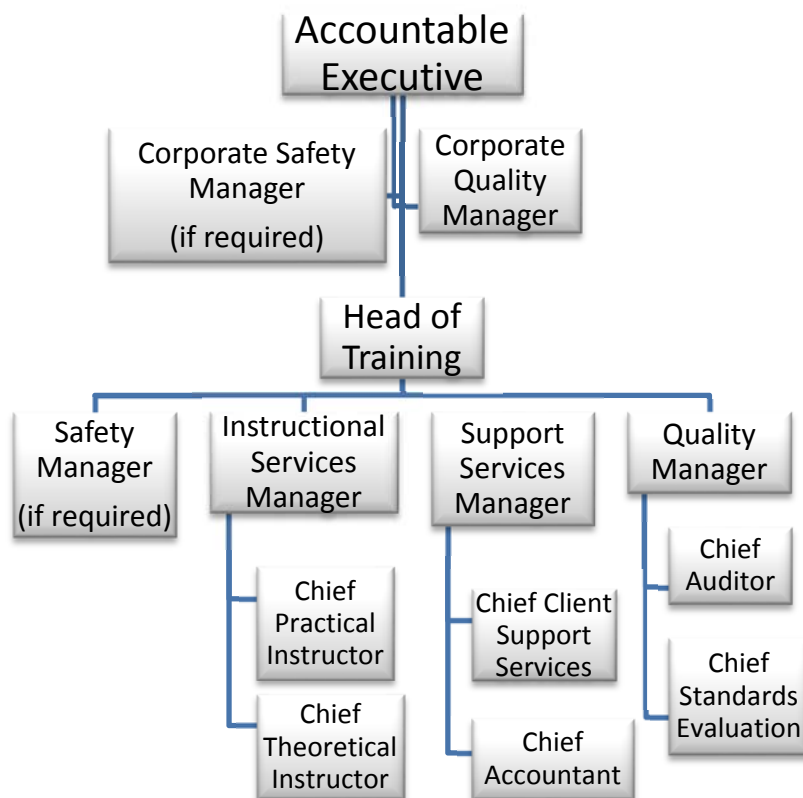 Accountable
Executive
Corporate Safety
Manager
(if required)
Corporate
Quality
Manager
Head of
Training
Safety
Manager
(if required)
Instructional
Services
Manager
Support
Services
Manager
Quality
Manager
Chief
Practical
Instructor
Chief
Theoretical
Instructor
Chief Client
Support
Services
Chief
Accountant
Chief
Auditor
Chief
Standards
Evaluation